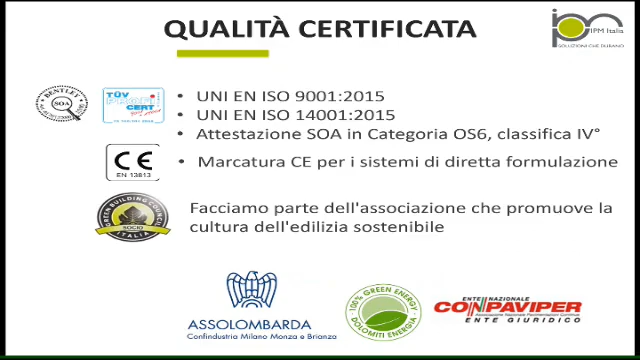 QUALITÀ CERTIFICATA
IPM Italia
SOLUZIONI CHE DURANO
BENTLEY
SOA
TÜV
PROFI
CERT
• UNI EN ISO 9001:2015
• UNI EN ISO 14001:2015
• Attestazione SOA in Categoria OS6, classifica IV°
CE
EN 13813
• Marcatura CE per i sistemi di diretta formulazione
GREEN BUILDING COUNCIL
SOCIO
ITALIA
Facciamo parte dell'associazione che promuove la
cultura dell'edilizia sostenibile
ASSOLOMBARDA
Confindustria Milano Monza e Brianza
100% GREEN ENERGY
DOLOMITI ENERGIA
ENTE NAZIONALE
CONPAVIPER
ENTE GIURIDICO